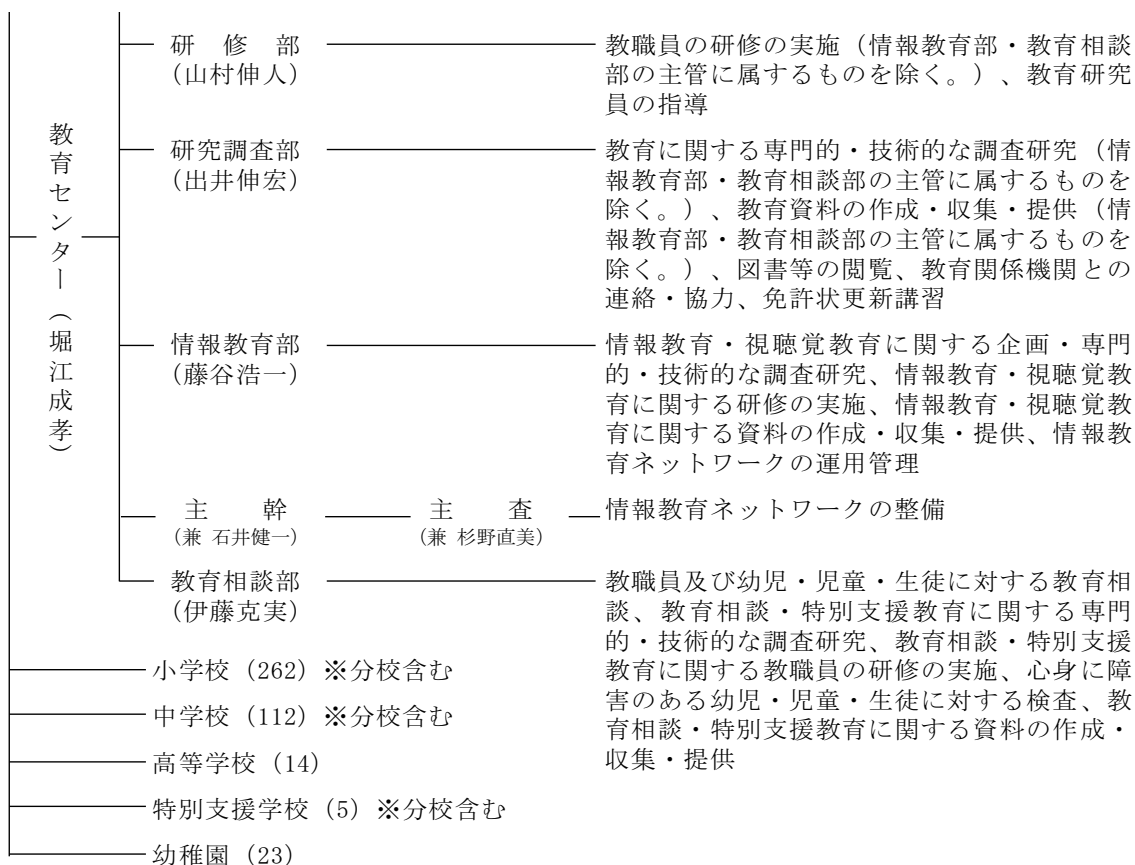 教育センター(堀江成孝)
研修部
(山村伸人)
教職員の研修の実施(情報教育部・教育相談
部の主管に属するものを除く。)、教育研究
員の指導
研究調査部
(出井伸宏)
教育に関する専門的・技術的な調査研究(情
報教育部・教育相談部の主管に属するものを
除く。)、教育資料の作成・収集・提供(情
報教育部・教育相談部の主管に属するものを
除く。)、図書等の閲覧、教育関係機関との
連絡・協力、免許状更新講習
情報教育部
(藤谷浩一)
情報教育・視聴覚教育に関する企画・専門
的・技術的な調査研究、情報教育・視聴覚教
育に関する研修の実施、情報教育・視聴覚教
育に関する資料の作成・収集・提供、情報教
育ネットワークの運用管理
主幹
(兼 石井健一)
主査
(兼 杉野直美)
情報教育ネットワークの整備
教育相談部
(伊藤克実)
教職員及び幼児・児童・生徒に対する教育相
談、教育相談・特別支援教育に関する専門
的・技術的な調査研究、教育相談・特別支援
教育に関する教職員の研修の実施、心身に障
害のある幼児・児童・生徒に対する検査、教
育相談・特別支援教育に関する資料の作成・
収集・提供
小学校(262)※分校含む
中学校(112)※分校含む
高等学校(14)
特別支援学校(5)※分校含む
幼稚園(23)